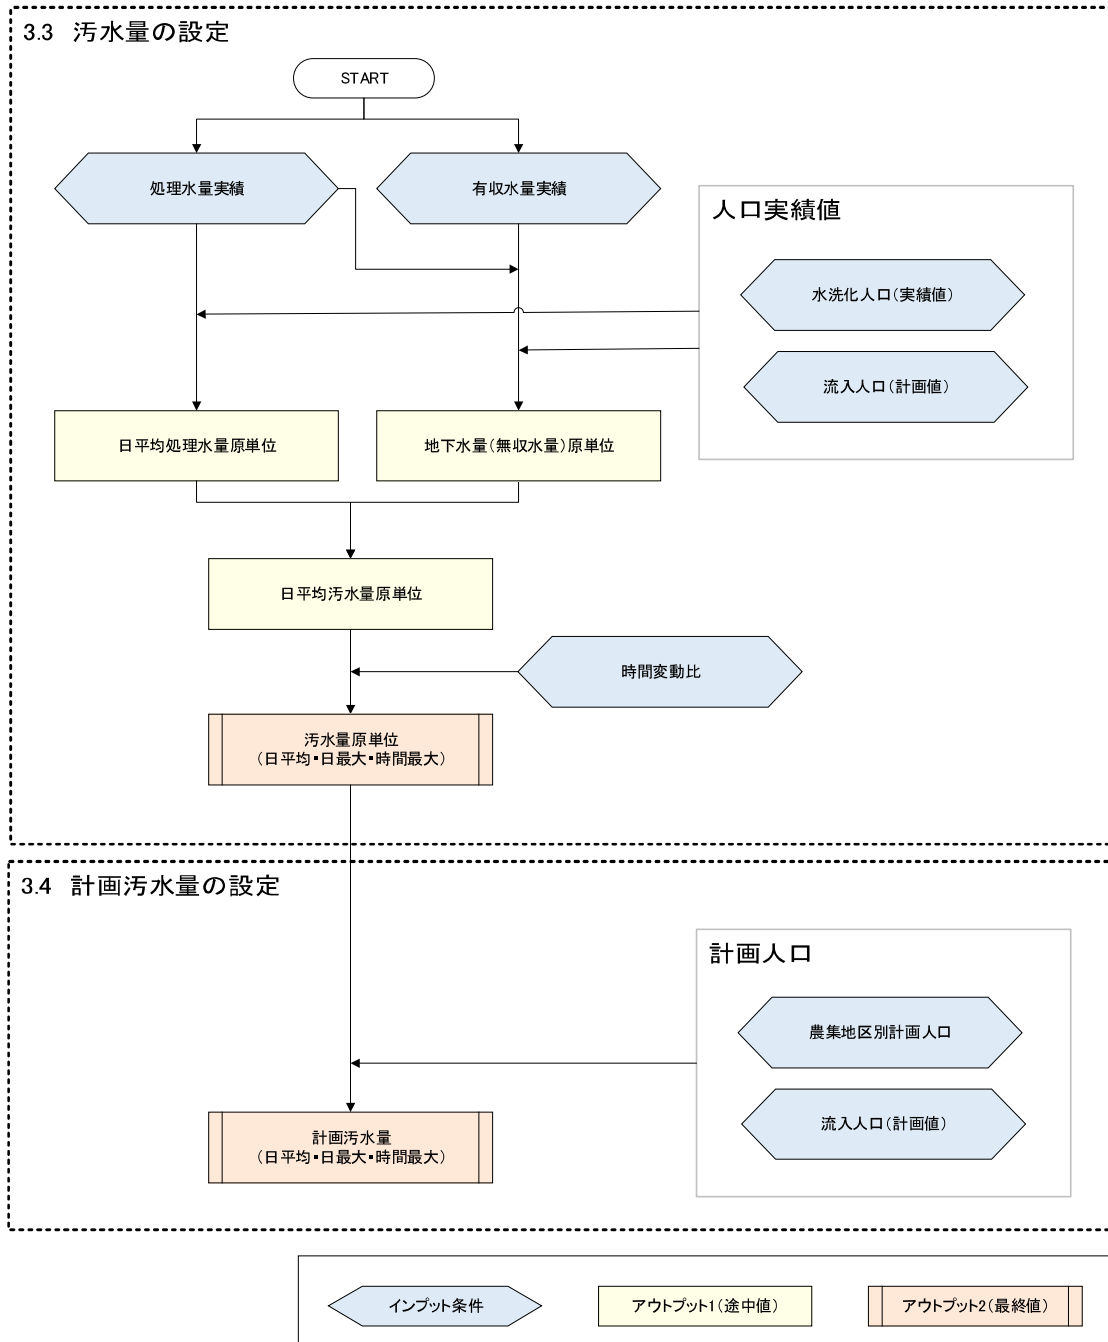 3.3 汚水量の設定
START
処理水量実績
有収水量実績
人口実績値
水洗化人口（実績値）
流入人口（計画値）
日平均処理水量原単位
地下水量（無収水量）原単位
日平均汚水量原単位
時間変動比
汚水量原単位
（日平均・日最大・時間最大）
3.4 計画汚水量の設定
計画人口
農集地区別計画人口
流入人口（計画値）
計画汚水量
（日平均・日最大・時間最大）
インプット条件
アウトプット1（途中値）
アウトプット2（最終値）